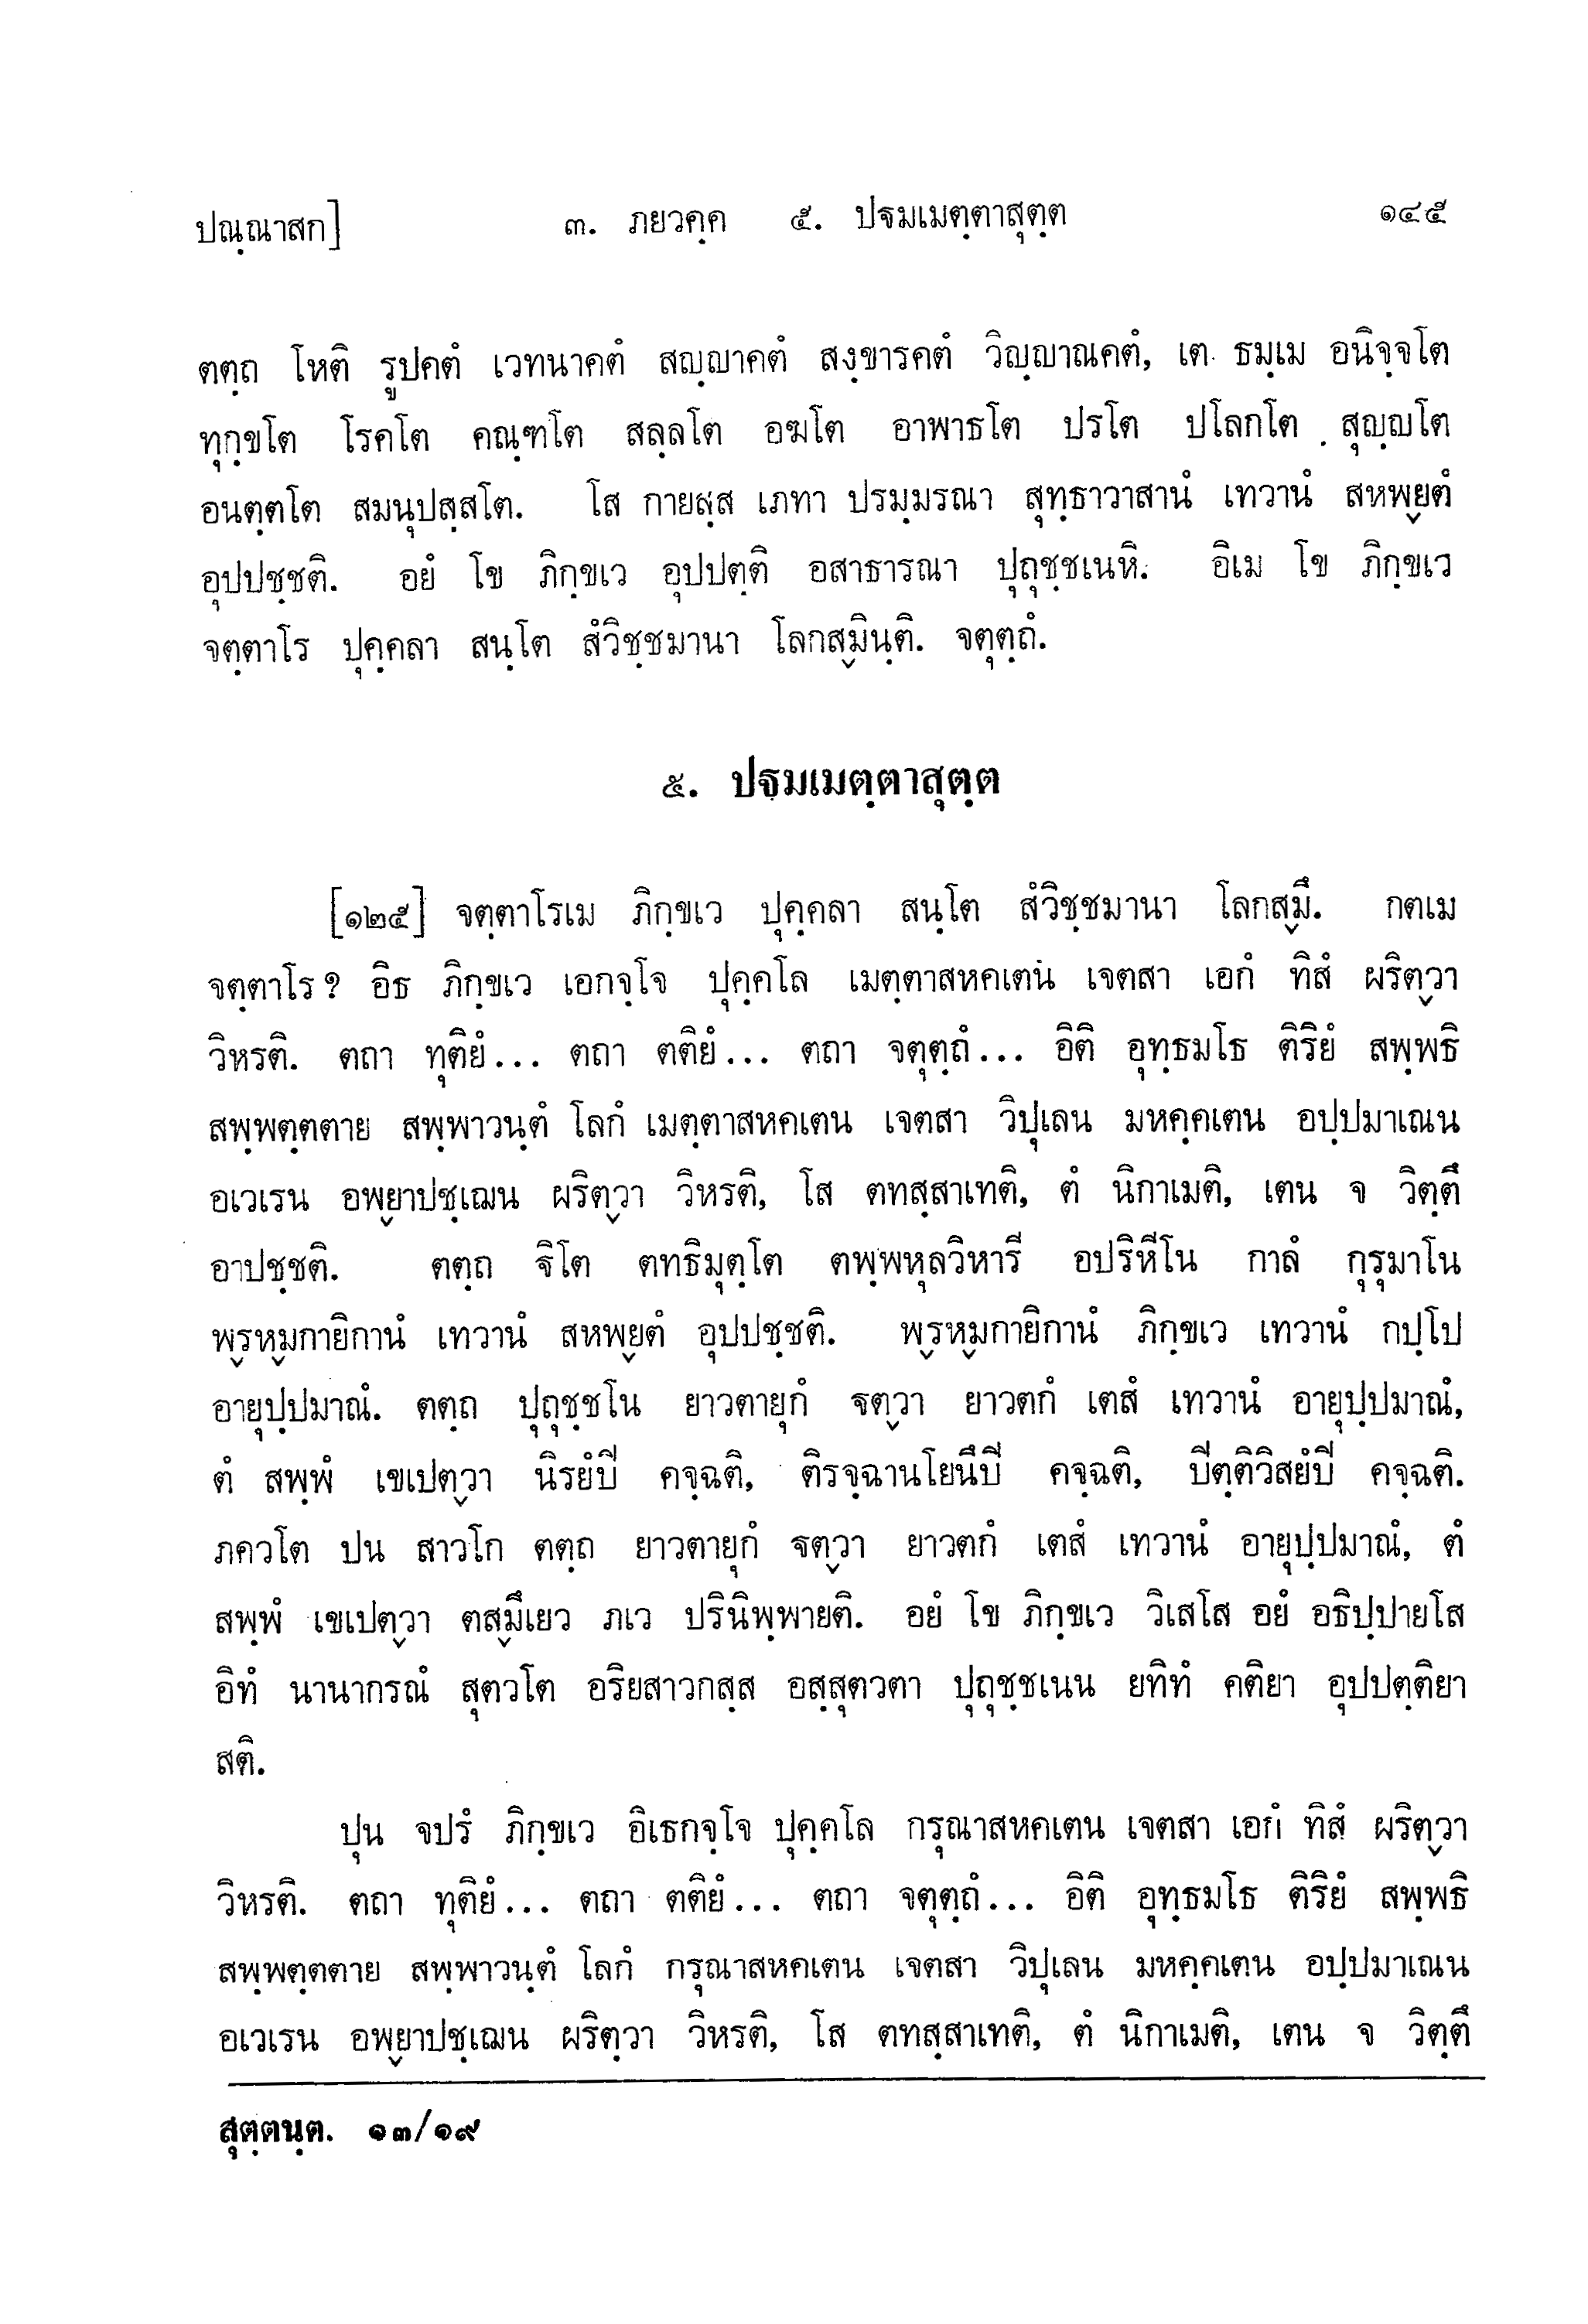 ปณฺณาสก] ๓. ภยวคฺค ๕. ปฐมเมตฺตาสุตฺต ๑๔๕
ตตฺถ โหติ รูปคตํ เวทนาคตํ สญฺญาคตํ สงฺขารคตํ วิญฺญาณคตํ, เต ธมฺเม อนิจฺจโต
ทุกฺขโต โรคโต คณฺฑโต สลฺลโต อฆโต อาพาธโต ปรโต ปโลกโต สุญฺญโต
อนตฺตโต สมนุปสฺสโต. โส กายสฺส เภทา ปรมฺมรณา สุทฺธาวาสานํ เทวานํ สหพฺยตํ
อุปปชฺชติ. อยํ โข ภิกฺขเว อุปปตฺติ อสาธารณา ปุถุชฺชเนหิ. อิเม โข ภิกฺขเว
จตฺตาโร ปุคฺคลา สนฺโต สํวิชฺชมานา โลกสฺมินฺติ. จตุตฺถํ.
๕. ปฐมเมตฺตาสุตฺต
[๑๒๕] จตฺตาโรเม ภิกฺขเว ปุคฺคลา สนฺโต สํวิชฺชมานา โลกสฺมึ. กตเม
จตฺตาโร? อิธ ภิกฺขเว เอกจฺโจ ปุคฺคโล เมตฺตาสหคเตน เจตสา เอกํ ทิสํ ผริตฺวา
วิหรติ. ตถา ทุติยํ... ตถา ตติยํ... ตถา จตุตฺถํ... อิติ อุทฺธมโธ ติริยํ สพฺพธิ
สพฺพตฺตตาย สพฺพาวนฺตํ โลกํ เมตฺตาสหคเตน เจตสา วิปุเลน มหคฺคเตน อปฺปมาเณน
อเวเรน อพฺยาปชฺเฌน ผริตฺวา วิหรติ, โส ตทสฺสาเทติ, ตํ นิกาเมติ, เตน จ วิตฺตึ
อาปชฺชติ. ตตฺถ ฐิโต ตทธิมุตฺโต ตพฺพหุลวิหารี อปริหีโน กาลํ กุรุมาโน
พฺรหฺมกายิกานํ เทวานํ สหพฺยตํ อุปปชฺชติ. พฺรหฺมกายิกานํ ภิกฺขเว เทวานํ กปฺโป
อายุปฺปมาณํ. ตตฺถ ปุถุชฺชโน ยาวตายุกํ ฐตฺวา ยาวตกํ เตสํ เทวานํ อายุปฺปมาณํ,
ตํ สพฺพํ เขเปตฺวา นิรยํปิ คจฺฉติ, ติรจฺฉานโยนึปิ คจฺฉติ, ปิตฺติวิสยํปิ คจฺฉติ.
ภควโต ปน สาวโก ตตฺถ ยาวตายุกํ ฐตฺวา ยาวตกํ เตสํ เทวานํ อายุปฺปมาณํ, ตํ
สพฺพํ เขเปตฺวา ตสฺมึเยว ภเว ปรินิพฺพายติ. อยํ โข ภิกฺขเว วิเสโส อยํ อธิปฺปายโส
อิทํ นานากรณํ สุตวโต อริยสาวกสฺส อสฺสุตวตา ปุถุชฺชเนน ยทิทํ คติยา อุปปตฺติยา
สติ.
ปุน จปรํ ภิกฺขเว อิเธกจฺโจ ปุคฺคโล กรุณาสหคเตน เจตสา เอกํ ทิสํ ผริตฺวา
วิหรติ. ตถา ทุติยํ... ตถา ตติยํ... ตถา จตุตฺถํ... อิติ อุทฺธมโธ ติริยํ สพฺพธิ
สพฺพตฺตตาย สพฺพาวนฺตํ โลกํ กรุณาสหคเตน เจตสา วิปุเลน มหคฺคเตน อปฺปมาเณน
อเวเรน อพฺยาปชฺเฌน ผริตฺวา วิหรติ, โส ตทสฺสาเทติ, ตํ นิกาเมติ, เตน จ วิตฺตึ
สุตฺตนฺต. ๑๓/๑๙